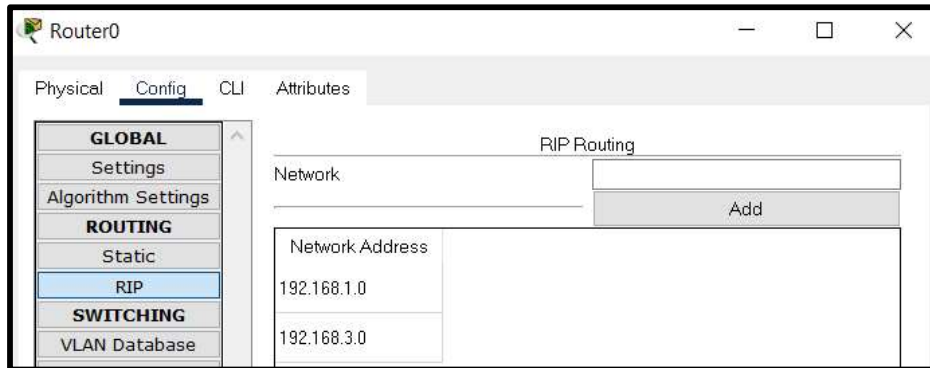 Router0
Physical Config CLI Attributes
GLOBAL
Settings
Algorithm Settings
ROUTING
Static
RIP
SWITCHING
VLAN Database
RIP Routing
Network
Add
Network Address
192.168.1.0
192.168.3.0